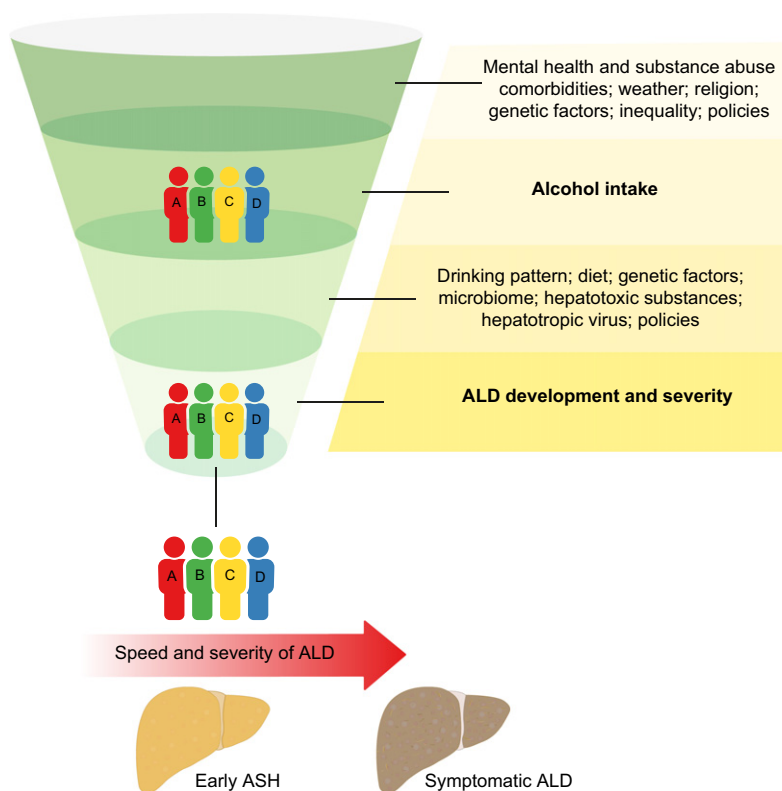 Mental health and substance abuse
comorbidities; weather; religion;
genetic factors; inequality; policies
A B C D
Alcohol intake
Drinking pattern; diet; genetic factors;
microbiome; hepatotoxic substances;
hepatotropic virus; policies
A B C D
ALD development and severity
A B C D
Speed and severity of ALD
Early ASH
Symptomatic ALD